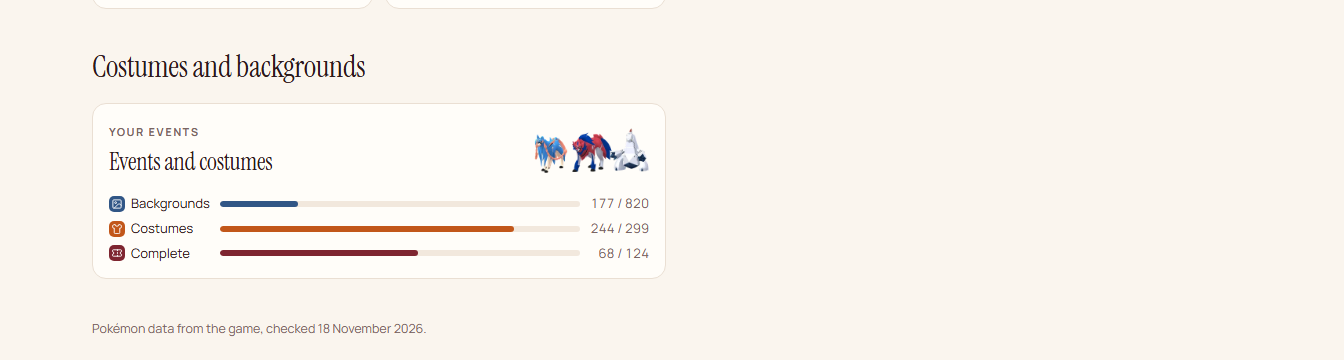 Costumes and backgrounds
YOUR EVENTS
Events and costumes
Backgrounds 177 / 820
Costumes 244 / 299
Complete 68 / 124
Pokémon data from the game, checked 18 November 2026.